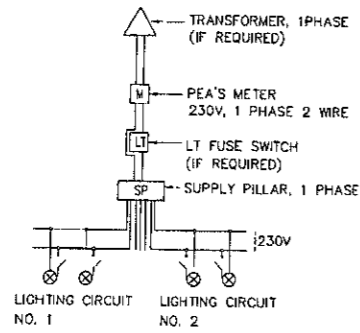 TRANSFORMER, 1PHASE
(IF REQUIRED)
M
PEA'S METER
230V, 1 PHASE 2 WIRE
LT
LT FUSE SWITCH
(IF REQUIRED)
SP
SUPPLY PILLAR, 1 PHASE
230V
LIGHTING CIRCUIT
NO. 1
LIGHTING CIRCUIT
NO. 2